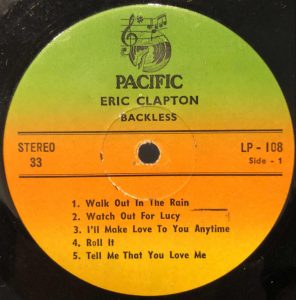 PACIFIC
ERIC CLAPTON
BACKLESS
STEREO
33
LP - 108
Side - 1
1. Walk Out In The Rain
2. Watch Out For Lucy
3. I'll Make Love To You Anytime
4. Roll It
5. Tell Me That You Love Me